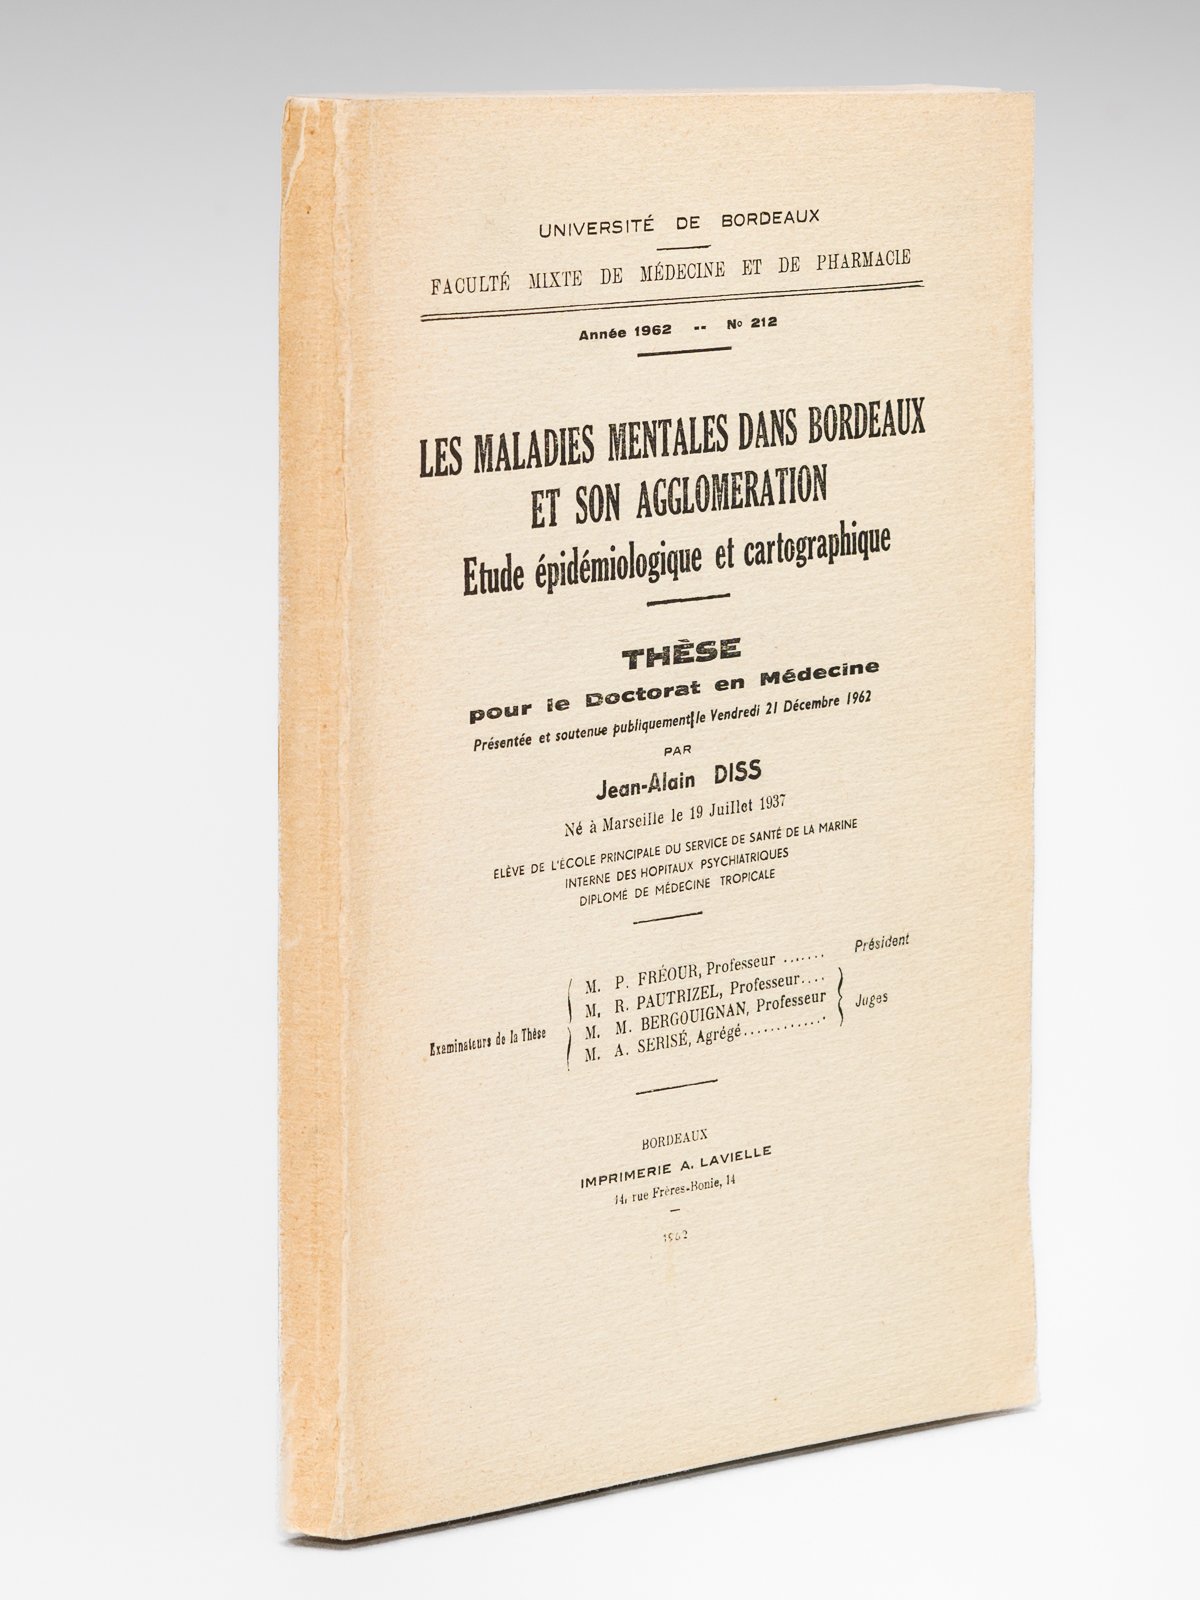 UNIVERSITÉ DE BORDEAUX
FACULTÉ MIXTE DE MÉDECINE ET DE PHARMACIE
Année 1962 -- No 212
LES MALADIES MENTALES DANS BORDEAUX
ET SON AGGLOMERATION
Etude épidémiologique et cartographique
THÈSE
pour le Doctorat en Médecine
Présentée et soutenue publiquement le Vendredi 21 Décembre 1962
PAR
Jean-Alain DISS
Né à Marseille le 19 Juillet 1937
ÉLÈVE DE L'ÉCOLE PRINCIPALE DU SERVICE DE SANTÉ DE LA MARINE
INTERNE DES HOPITAUX PSYCHIATRIQUES
DIPLOMÉ DE MÉDECINE TROPICALE
Examinateurs de la Thèse
M. P. FRÉOUR, Professeur ....... Président
M. R. PAUTRIZEL, Professeur....
M. M. BERGOUIGNAN, Professeur
M. A. SERISÉ, Agrégé............
Juges
BORDEAUX
IMPRIMERIE A. LAVIELLE
14, rue Frères-Bonie, 14
1962